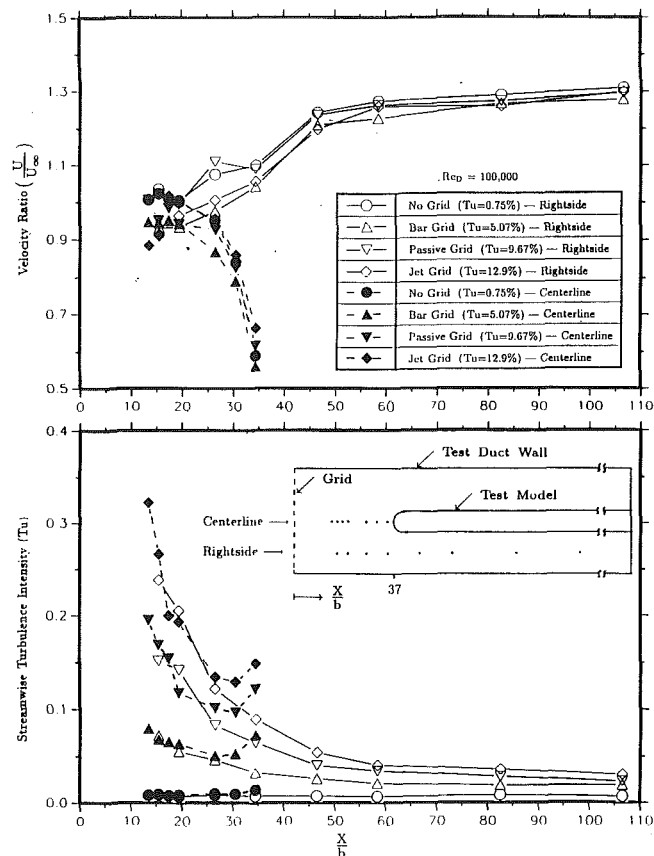 1.5
1.3
1.1
0.9
0.7
0.5
Velocity Ratio (U/U∞)
Re_D = 100,000
No Grid (Tu=0.75%) — Rightside
Bar Grid (Tu=5.07%) — Rightside
Passive Grid (Tu=9.67%) — Rightside
Jet Grid (Tu=12.9%) — Rightside
No Grid (Tu=0.75%) — Centerline
Bar Grid (Tu=5.07%) — Centerline
Passive Grid (Tu=9.67%) — Centerline
Jet Grid (Tu=12.9%) — Centerline
0 10 20 30 40 50 60 70 80 90 100 110
0.4
0.3
0.2
0.1
0.0
Streamwise Turbulence Intensity (Tu)
Test Duct Wall
Grid
Test Model
Centerline
Rightside
X/b
37
0 10 20 30 40 50 60 70 80 90 100 110
X/b